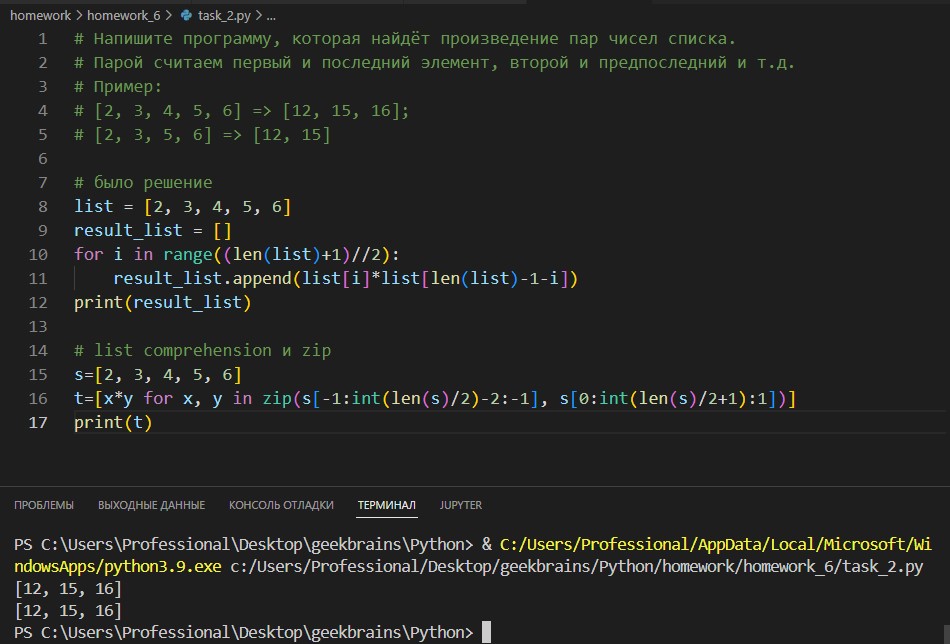 homework > homework_6 > task_2.py > ...
1 # Напишите программу, которая найдёт произведение пар чисел списка.
2 # Парой считаем первый и последний элемент, второй и предпоследний и т.д.
3 # Пример:
4 # [2, 3, 4, 5, 6] => [12, 15, 16];
5 # [2, 3, 5, 6] => [12, 15]
6
7 # было решение
8 list = [2, 3, 4, 5, 6]
9 result_list = []
10 for i in range((len(list)+1)//2):
11     result_list.append(list[i]*list[len(list)-1-i])
12 print(result_list)
13
14 # list comprehension и zip
15 s=[2, 3, 4, 5, 6]
16 t=[x*y for x, y in zip(s[-1:int(len(s)/2)-2:-1], s[0:int(len(s)/2+1):1])]
17 print(t)
ПРОБЛЕМЫ ВЫХОДНЫЕ ДАННЫЕ КОНСОЛЬ ОТЛАДКИ ТЕРМИНАЛ JUPYTER
PS C:\Users\Professional\Desktop\geekbrains\Python> & C:/Users/Professional/AppData/Local/Microsoft/Wi
ndowsApps/python3.9.exe c:/Users/Professional/Desktop/geekbrains/Python/homework/homework_6/task_2.py
[12, 15, 16]
[12, 15, 16]
PS C:\Users\Professional\Desktop\geekbrains\Python>